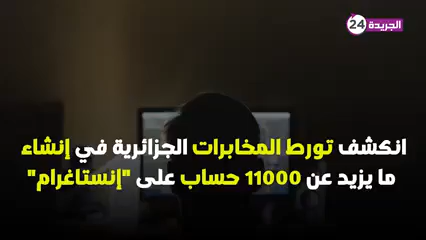 الجريدة 24
انكشف تورط المخابرات الجزائرية في إنشاء
ما يزيد عن 11000 حساب على "إنستاغرام"